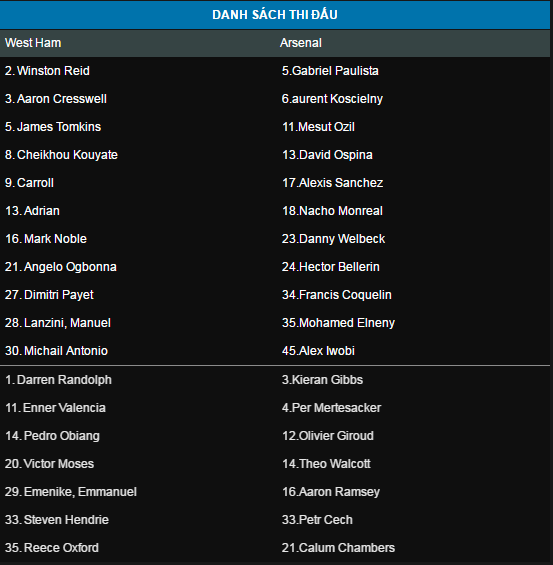 DANH SÁCH THI ĐẤU
West Ham Arsenal
2. Winston Reid 5.Gabriel Paulista
3. Aaron Cresswell 6.aurent Koscielny
5. James Tomkins 11.Mesut Ozil
8. Cheikhou Kouyate 13.David Ospina
9. Carroll 17.Alexis Sanchez
13. Adrian 18.Nacho Monreal
16. Mark Noble 23.Danny Welbeck
21. Angelo Ogbonna 24.Hector Bellerin
27. Dimitri Payet 34.Francis Coquelin
28. Lanzini, Manuel 35.Mohamed Elneny
30. Michail Antonio 45.Alex Iwobi
1. Darren Randolph 3.Kieran Gibbs
11. Enner Valencia 4.Per Mertesacker
14. Pedro Obiang 12.Olivier Giroud
20. Victor Moses 14.Theo Walcott
29. Emenike, Emmanuel 16.Aaron Ramsey
33. Steven Hendrie 33.Petr Cech
35. Reece Oxford 21.Calum Chambers